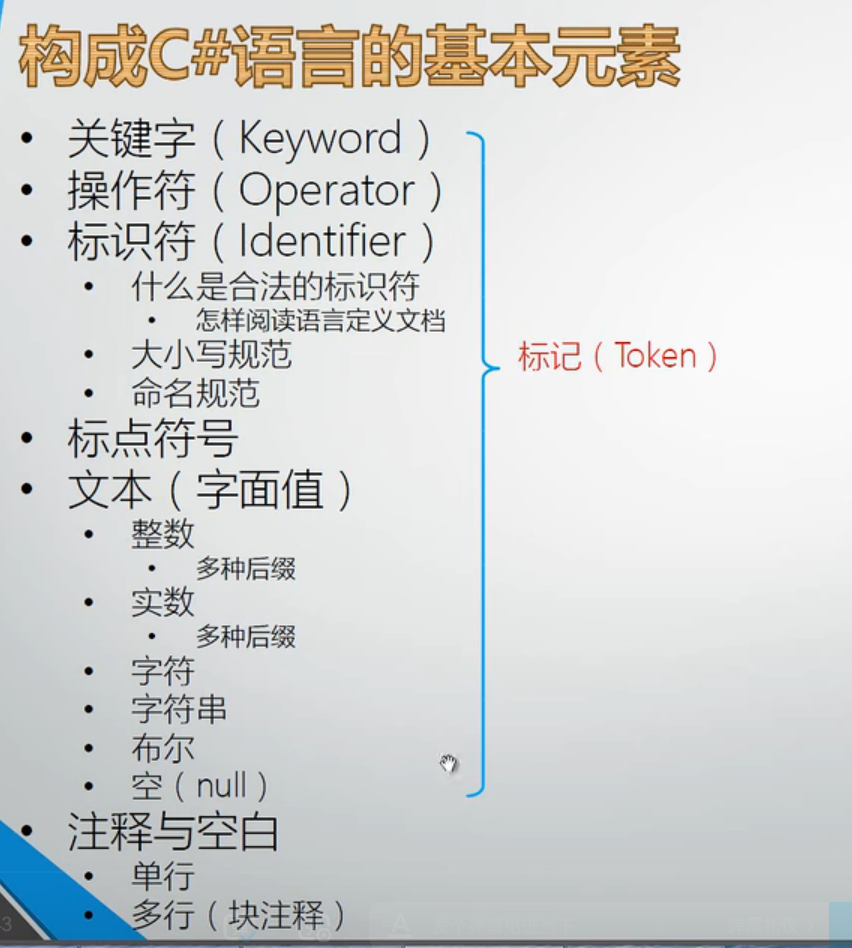 构成C#语言的基本元素
• 关键字（Keyword）
• 操作符（Operator）
• 标识符（Identifier）
• 什么是合法的标识符
• 怎样阅读语言定义文档
• 大小写规范
• 命名规范
标记（Token）
• 标点符号
• 文本（字面值）
• 整数
• 多种后缀
• 实数
• 多种后缀
• 字符
• 字符串
• 布尔
• 空（null）
• 注释与空白
• 单行
• 多行（块注释）